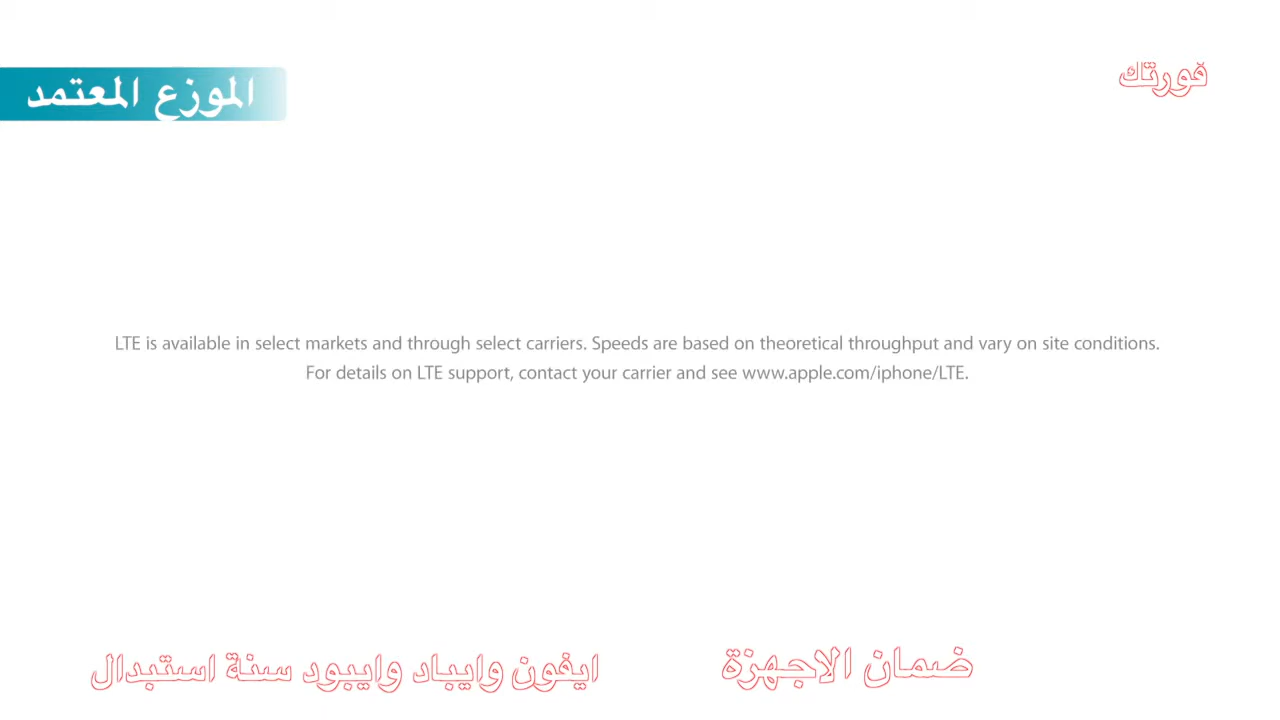 الموزع المعتمد
فورتك
LTE is available in select markets and through select carriers. Speeds are based on theoretical throughput and vary on site conditions.
For details on LTE support, contact your carrier and see www.apple.com/iphone/LTE.
ضمان الاجهزة
ايفون وايباد وايبود سنة استبدال